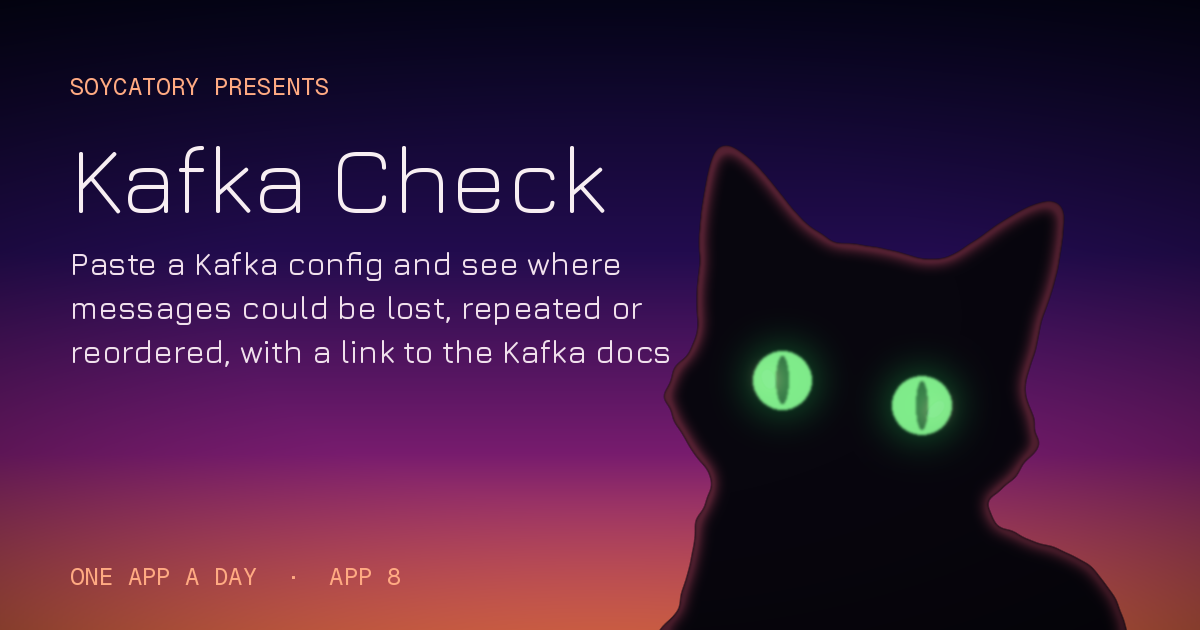 SOYCATORY PRESENTS
Kafka Check
Paste a Kafka config and see where
messages could be lost, repeated or
reordered, with a link to the Kafka docs
ONE APP A DAY · APP 8